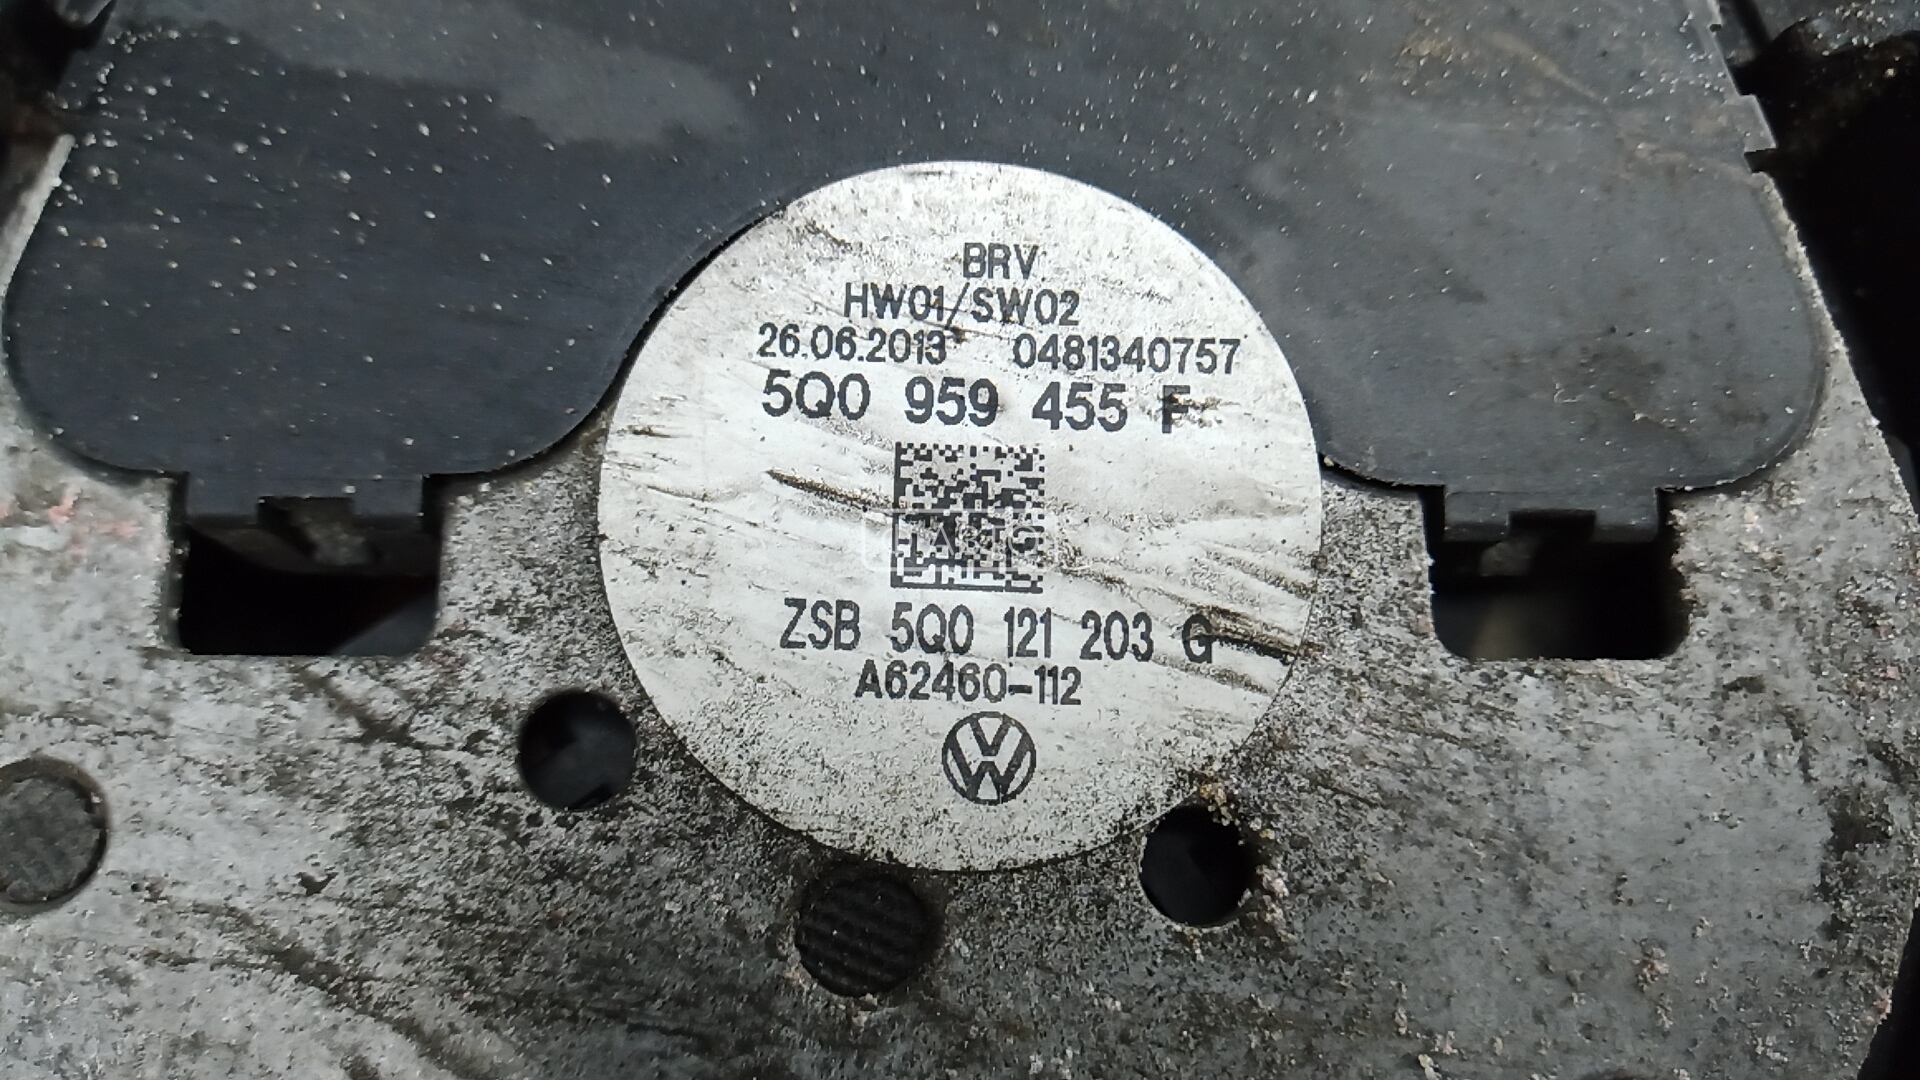 BRV
HW01/SW02
26.06.2013 0481340757
5Q0 959 455 F
ZSB 5Q0 121 203 G
A62460-112